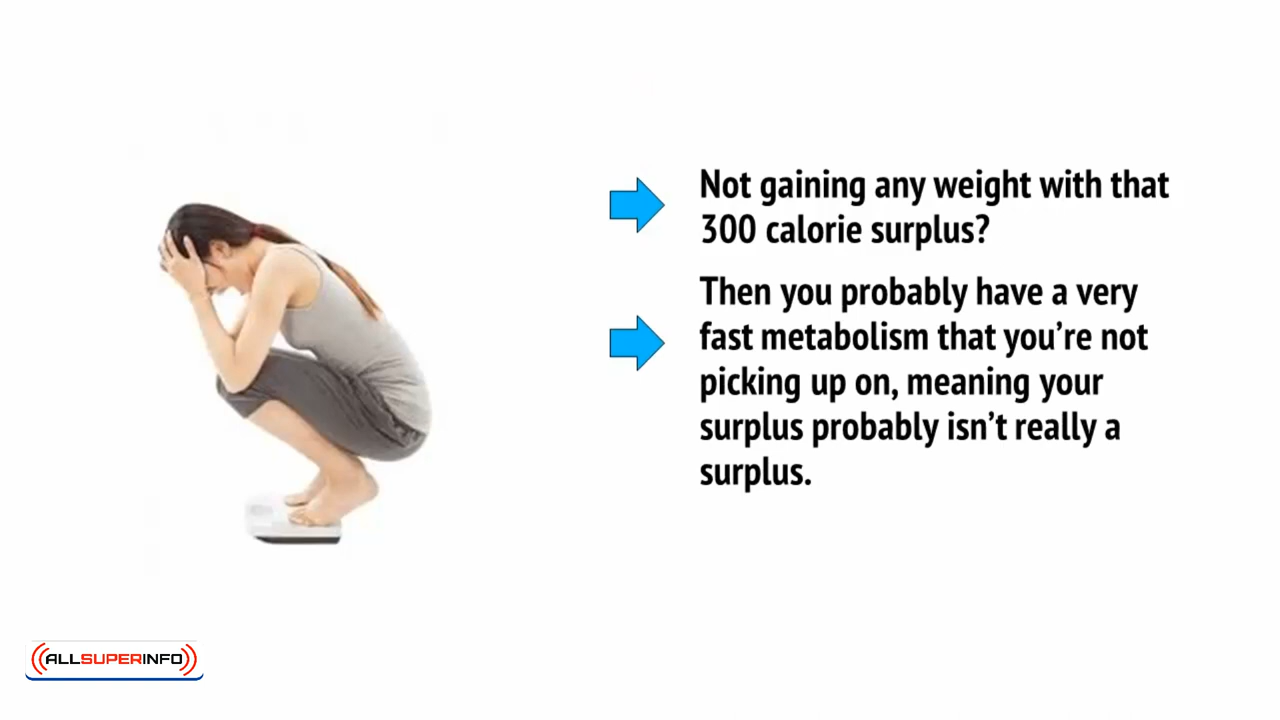 Not gaining any weight with that
300 calorie surplus?
Then you probably have a very
fast metabolism that you're not
picking up on, meaning your
surplus probably isn't really a
surplus.
ALLSUPERINFO